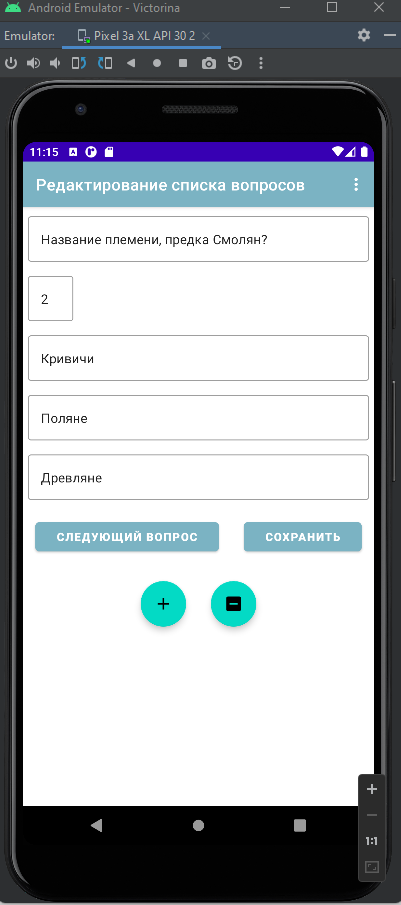 Android Emulator - Victorina
Emulator: Pixel 3a XL API 30 2
11:15
Редактирование списка вопросов
Название племени, предка Смолян?
2
Кривичи
Поляне
Древляне
СЛЕДУЮЩИЙ ВОПРОС СОХРАНИТЬ
1:1